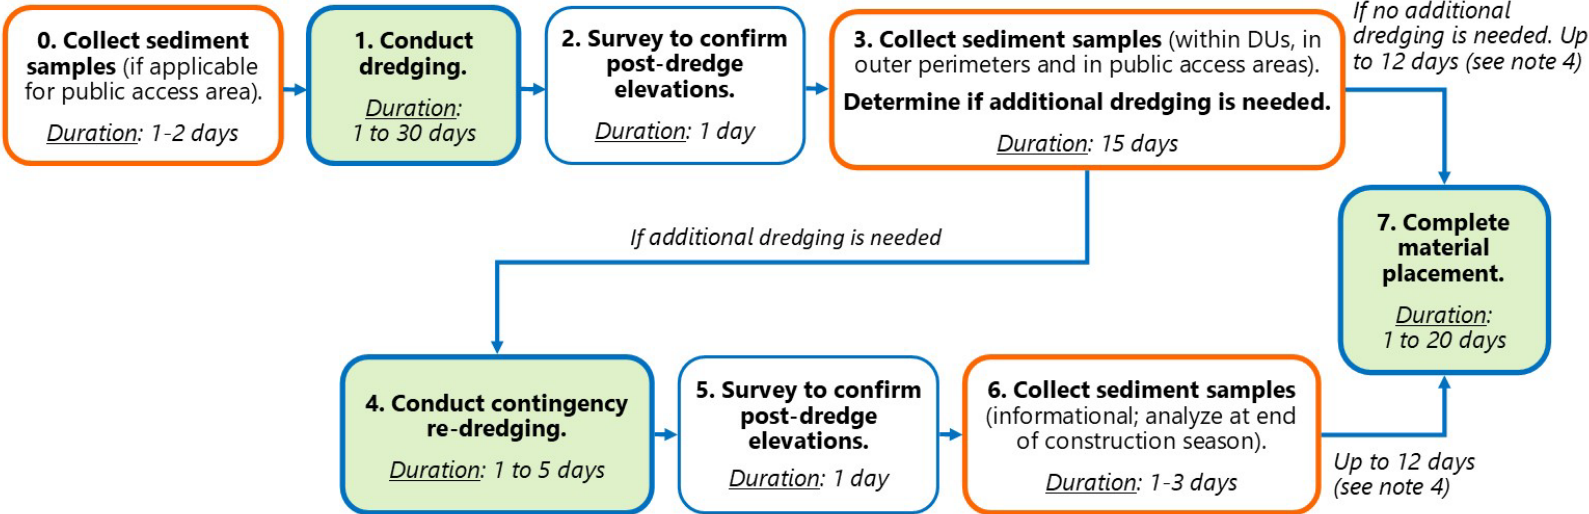 0. Collect sediment
samples (if applicable
for public access area).
Duration: 1-2 days
1. Conduct
dredging.
Duration:
1 to 30 days
2. Survey to confirm
post-dredge
elevations.
Duration: 1 day
3. Collect sediment samples (within DUs, in
outer perimeters and in public access areas).
Determine if additional dredging is needed.
Duration: 15 days
If no additional
dredging is needed. Up
to 12 days (see note 4)
If additional dredging is needed
4. Conduct contingency
re-dredging.
Duration: 1 to 5 days
5. Survey to confirm
post-dredge
elevations.
Duration: 1 day
6. Collect sediment samples
(informational; analyze at end
of construction season).
Duration: 1-3 days
Up to 12 days
(see note 4)
7. Complete
material
placement.
Duration:
1 to 20 days